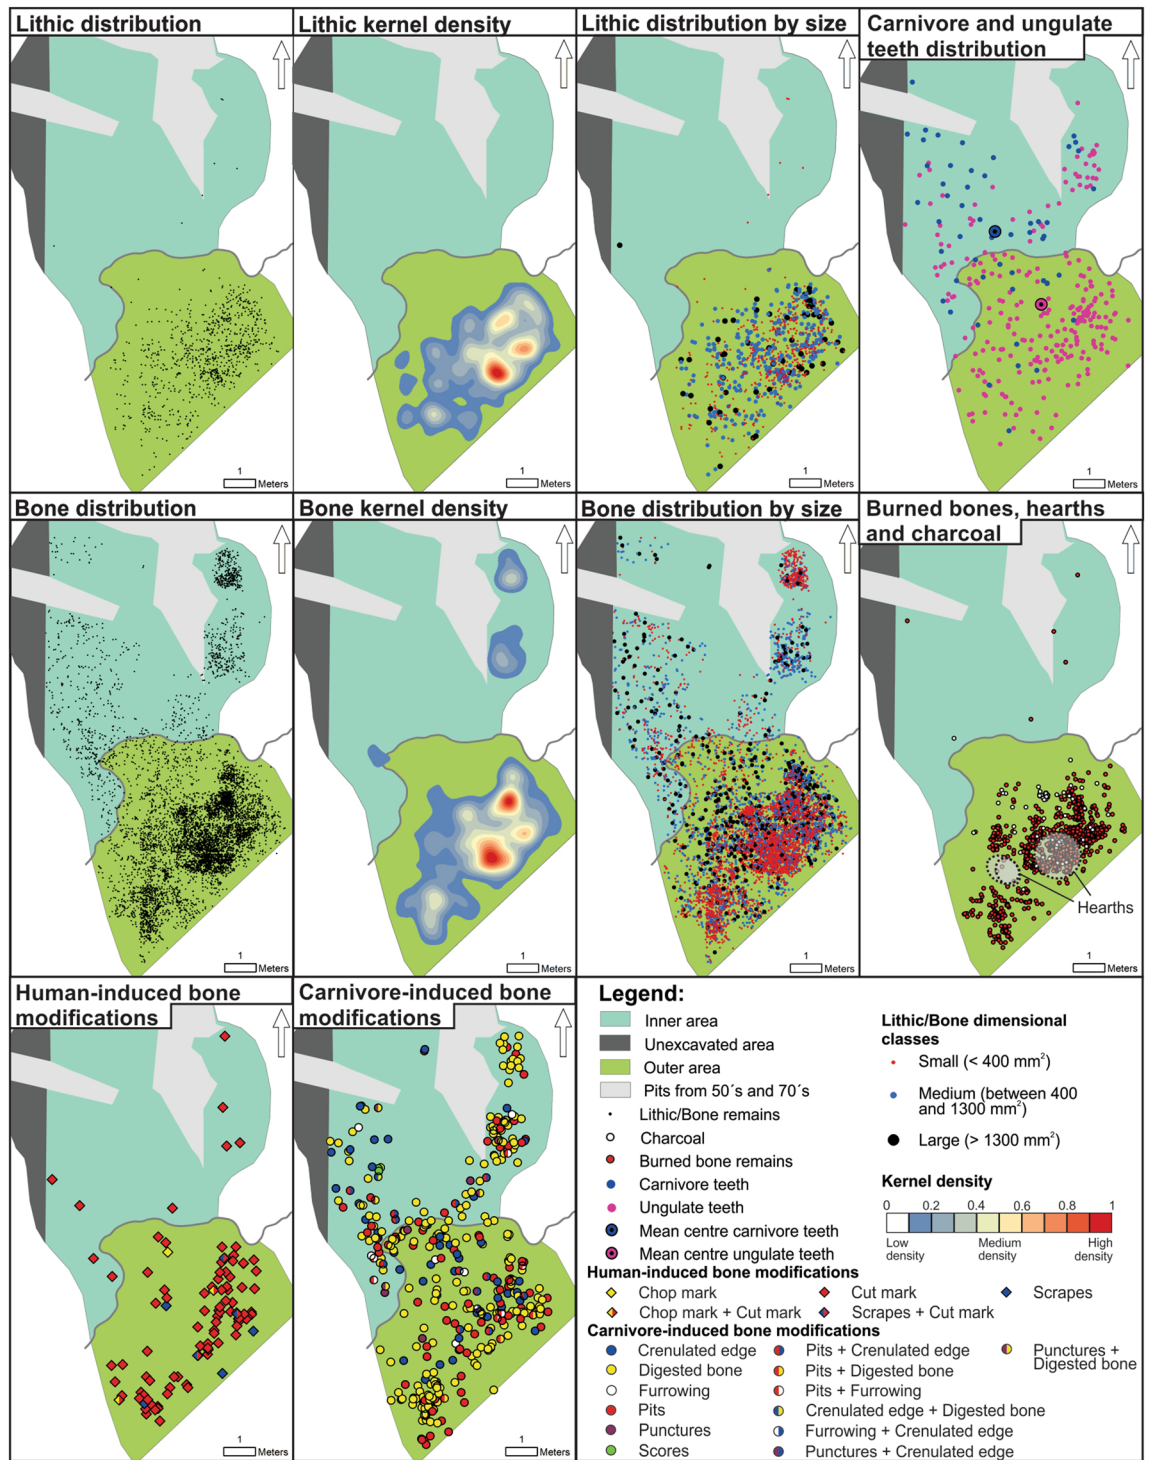 Lithic distribution
Lithic kernel density
Lithic distribution by size
Carnivore and ungulate
teeth distribution
1
Meters
1
Meters
1
Meters
1
Meters
Bone distribution
Bone kernel density
Bone distribution by size
Burned bones, hearths
and charcoal
Hearths
1
Meters
1
Meters
1
Meters
1
Meters
Human-induced bone
modifications
Carnivore-induced bone
modifications
1
Meters
1
Meters
Legend:
Inner area
Unexcavated area
Outer area
Pits from 50´s and 70´s
Lithic/Bone remains
Charcoal
Burned bone remains
Carnivore teeth
Ungulate teeth
Mean centre carnivore teeth
Mean centre ungulate teeth
Lithic/Bone dimensional
classes
Small (< 400 mm²)
Medium (between 400
and 1300 mm²)
Large (> 1300 mm²)
Kernel density
0 0.2 0.4 0.6 0.8 1
Low Medium High
density density density
Human-induced bone modifications
Chop mark
Cut mark
Scrapes
Chop mark + Cut mark
Scrapes + Cut mark
Carnivore-induced bone modifications
Crenulated edge
Digested bone
Furrowing
Pits
Punctures
Scores
Pits + Crenulated edge
Pits + Digested bone
Pits + Furrowing
Crenulated edge + Digested bone
Furrowing + Crenulated edge
Punctures + Crenulated edge
Punctures +
Digested bone